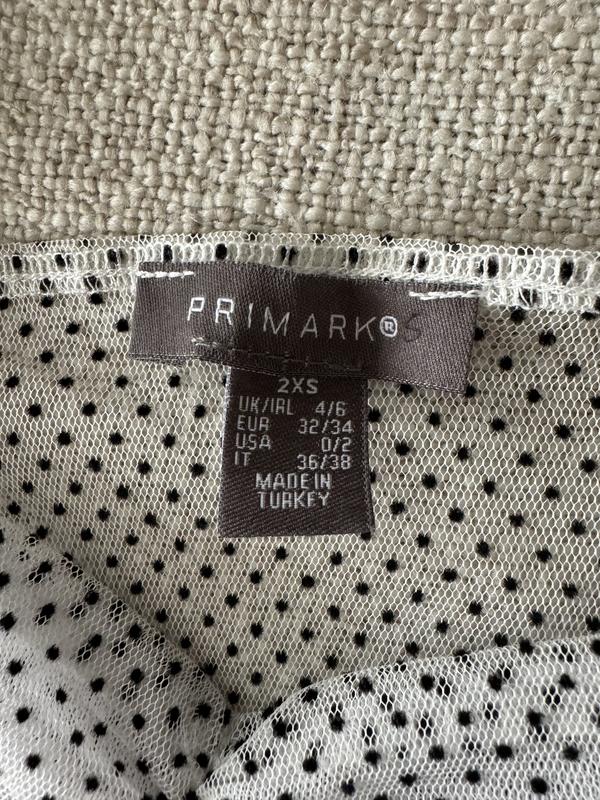 PRIMARK® S
2XS
UK/IRL 4/6
EUR 32/34
USA 0/2
IT 36/38
MADE IN
TURKEY